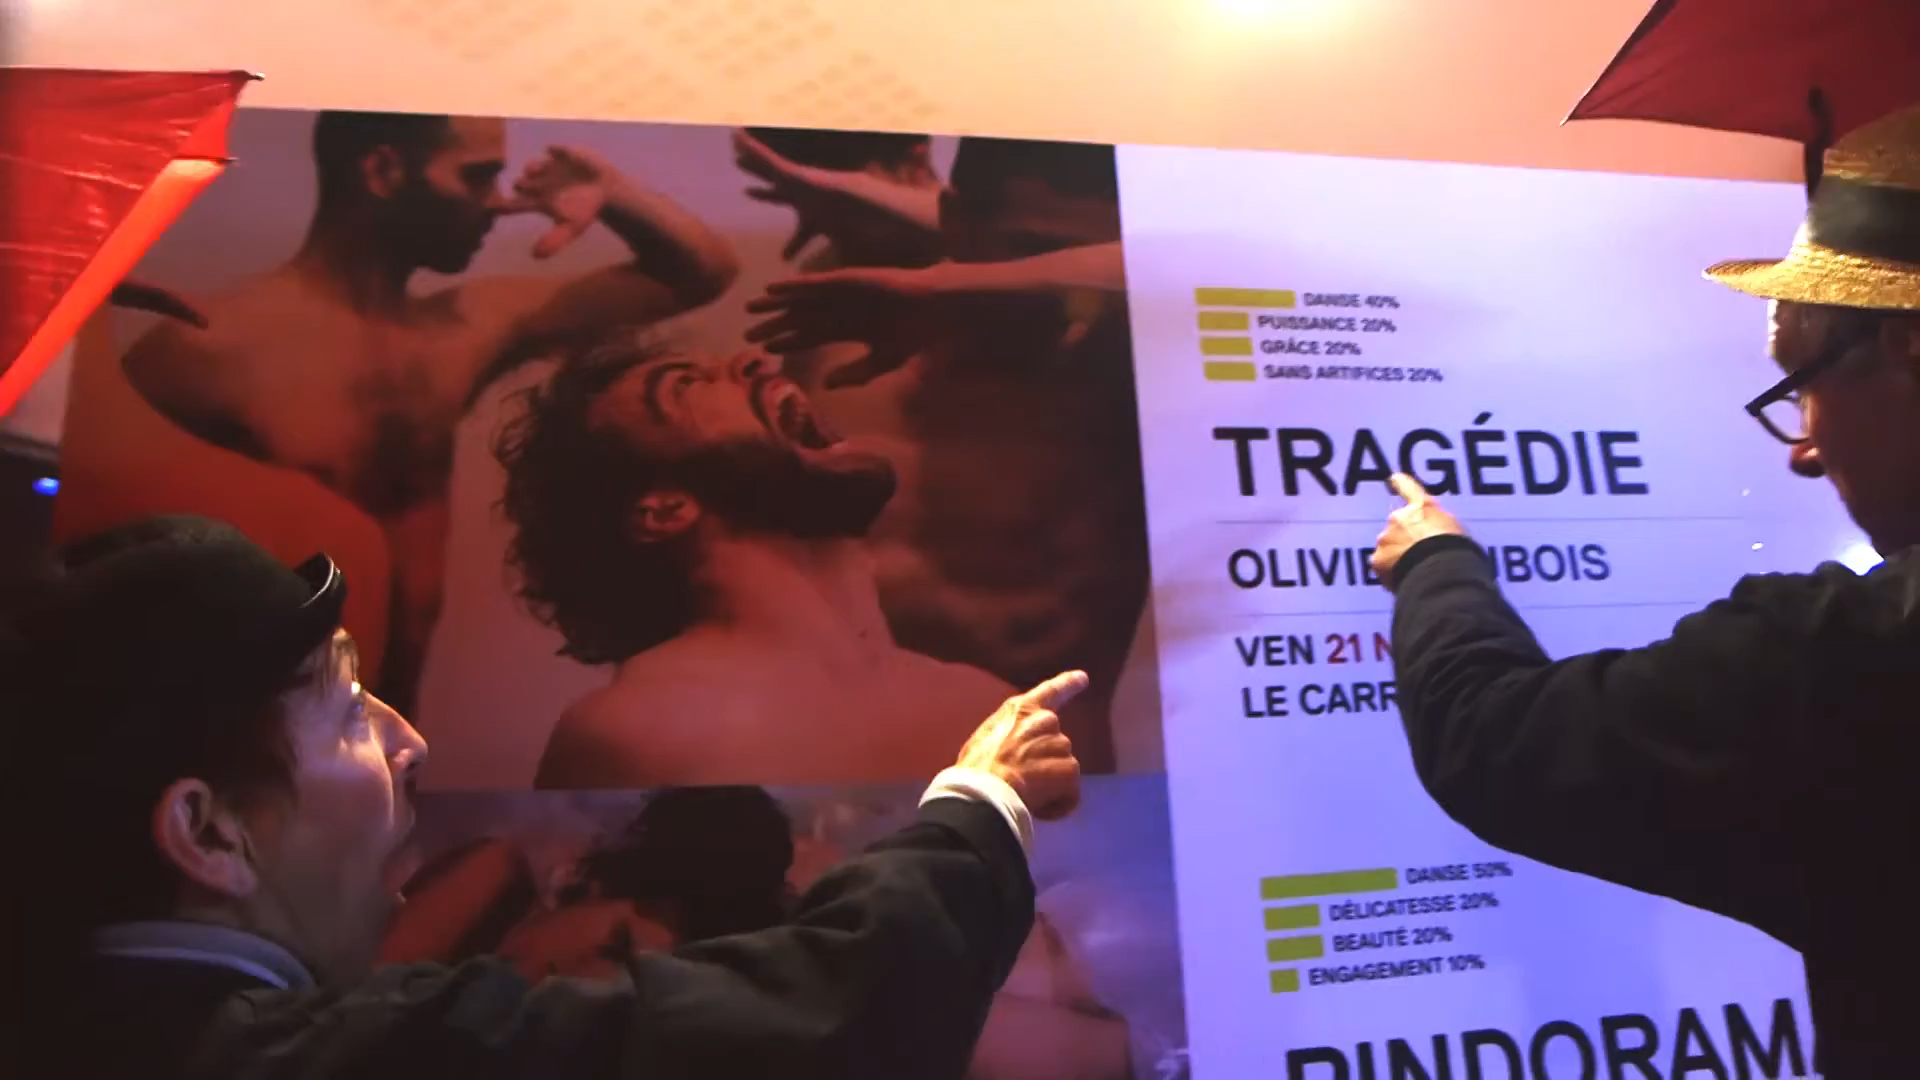 DANSE 40%
PUISSANCE 20%
GRÂCE 20%
SANS ARTIFICES 20%
TRAGÉDIE
OLIVIE UBOIS
VEN 21 N
LE CARR
DANSE 50%
DÉLICATESSE 20%
BEAUTÉ 20%
ENGAGEMENT 10%
PINDORAMA